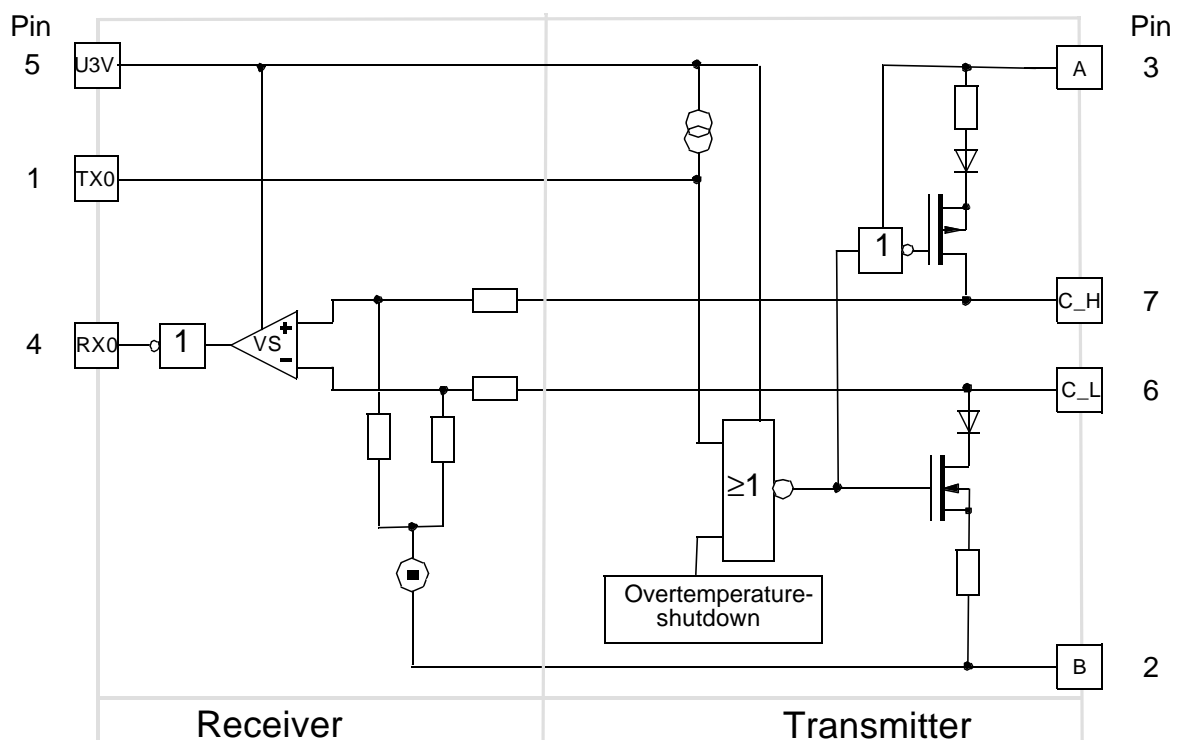 Pin
Pin
5
U3V
A
3
1
TX0
1
C_H
7
4
RX0
1
VS
+
-
C_L
6
≥1
Overtemperature-
shutdown
B
2
Receiver
Transmitter